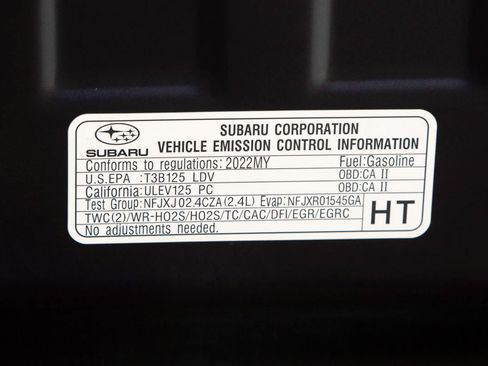 SUBARU CORPORATION
SUBARU VEHICLE EMISSION CONTROL INFORMATION
Conforms to regulations: 2022MY Fuel:Gasoline
U.S.EPA :T3B125 LDV OBD:CA II
California: ULEV125 PC OBD:CA II
Test Group:NFJXJ02.4CZA(2.4L) Evap:NFJXR01545GA
TWC(2)/WR-HO2S/HO2S/TC/CAC/DFI/EGR/EGRC
No adjustments needed.
HT